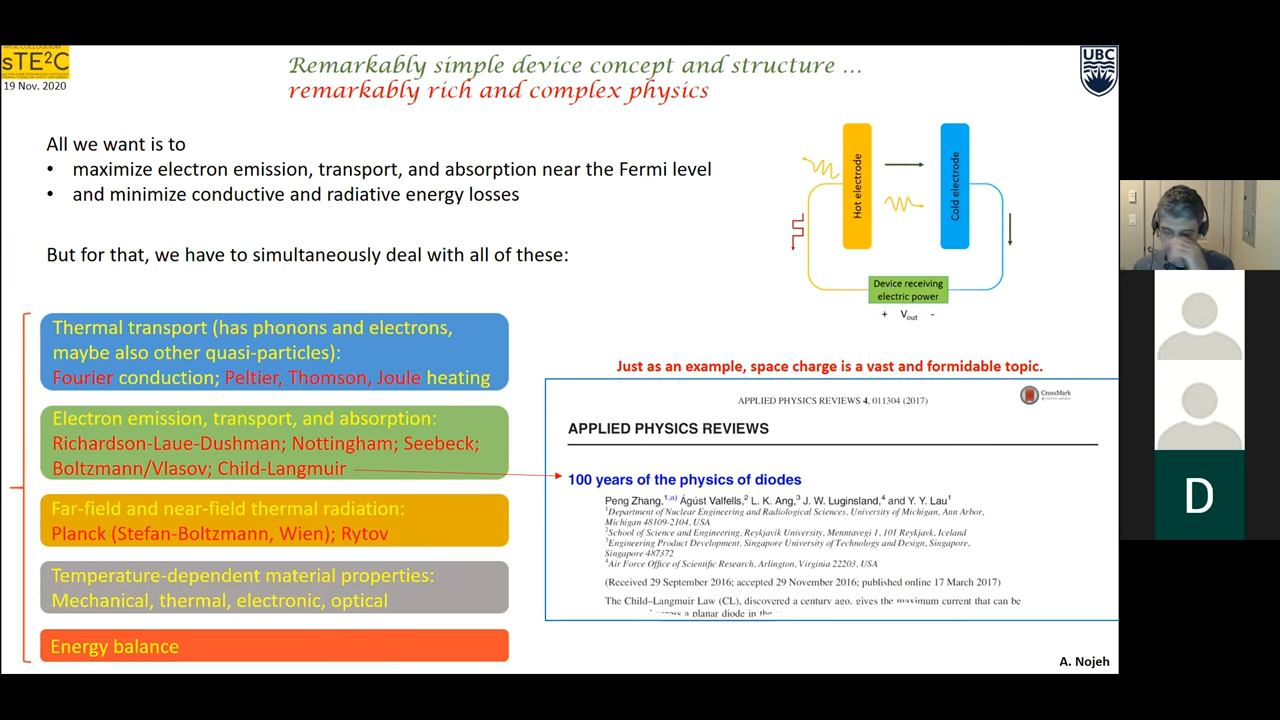 sTE²C
19 Nov. 2020
Remarkably simple device concept and structure ...
remarkably rich and complex physics
UBC
All we want is to
• maximize electron emission, transport, and absorption near the Fermi level
• and minimize conductive and radiative energy losses
But for that, we have to simultaneously deal with all of these:
Hot electrode
Cold electrode
Device receiving
electric power
+ Vout -
Thermal transport (has phonons and electrons,
maybe also other quasi-particles):
Fourier conduction; Peltier, Thomson, Joule heating
Electron emission, transport, and absorption:
Richardson-Laue-Dushman; Nottingham; Seebeck;
Boltzmann/Vlasov; Child-Langmuir
Far-field and near-field thermal radiation:
Planck (Stefan-Boltzmann, Wien); Rytov
Temperature-dependent material properties:
Mechanical, thermal, electronic, optical
Energy balance
Just as an example, space charge is a vast and formidable topic.
APPLIED PHYSICS REVIEWS 4, 011304 (2017)
CrossMark
APPLIED PHYSICS REVIEWS
100 years of the physics of diodes
Peng Zhang,1,a) Ágúst Valfells,2 L. K. Ang,3 J. W. Luginsland,4 and Y. Y. Lau1
1Department of Nuclear Engineering and Radiological Sciences, University of Michigan, Ann Arbor,
Michigan 48109-2104, USA
2School of Science and Engineering, Reykjavik University, Menntavegi 1, 101 Reykjavik, Iceland
3Engineering Product Development, Singapore University of Technology and Design, Singapore,
Singapore 487372
4Air Force Office of Scientific Research, Arlington, Virginia 22203, USA
(Received 29 September 2016; accepted 29 November 2016; published online 17 March 2017)
The Child–Langmuir Law (CL), discovered a century ago, gives the maximum current that can be
across a planar diode in the
A. Nojeh
D